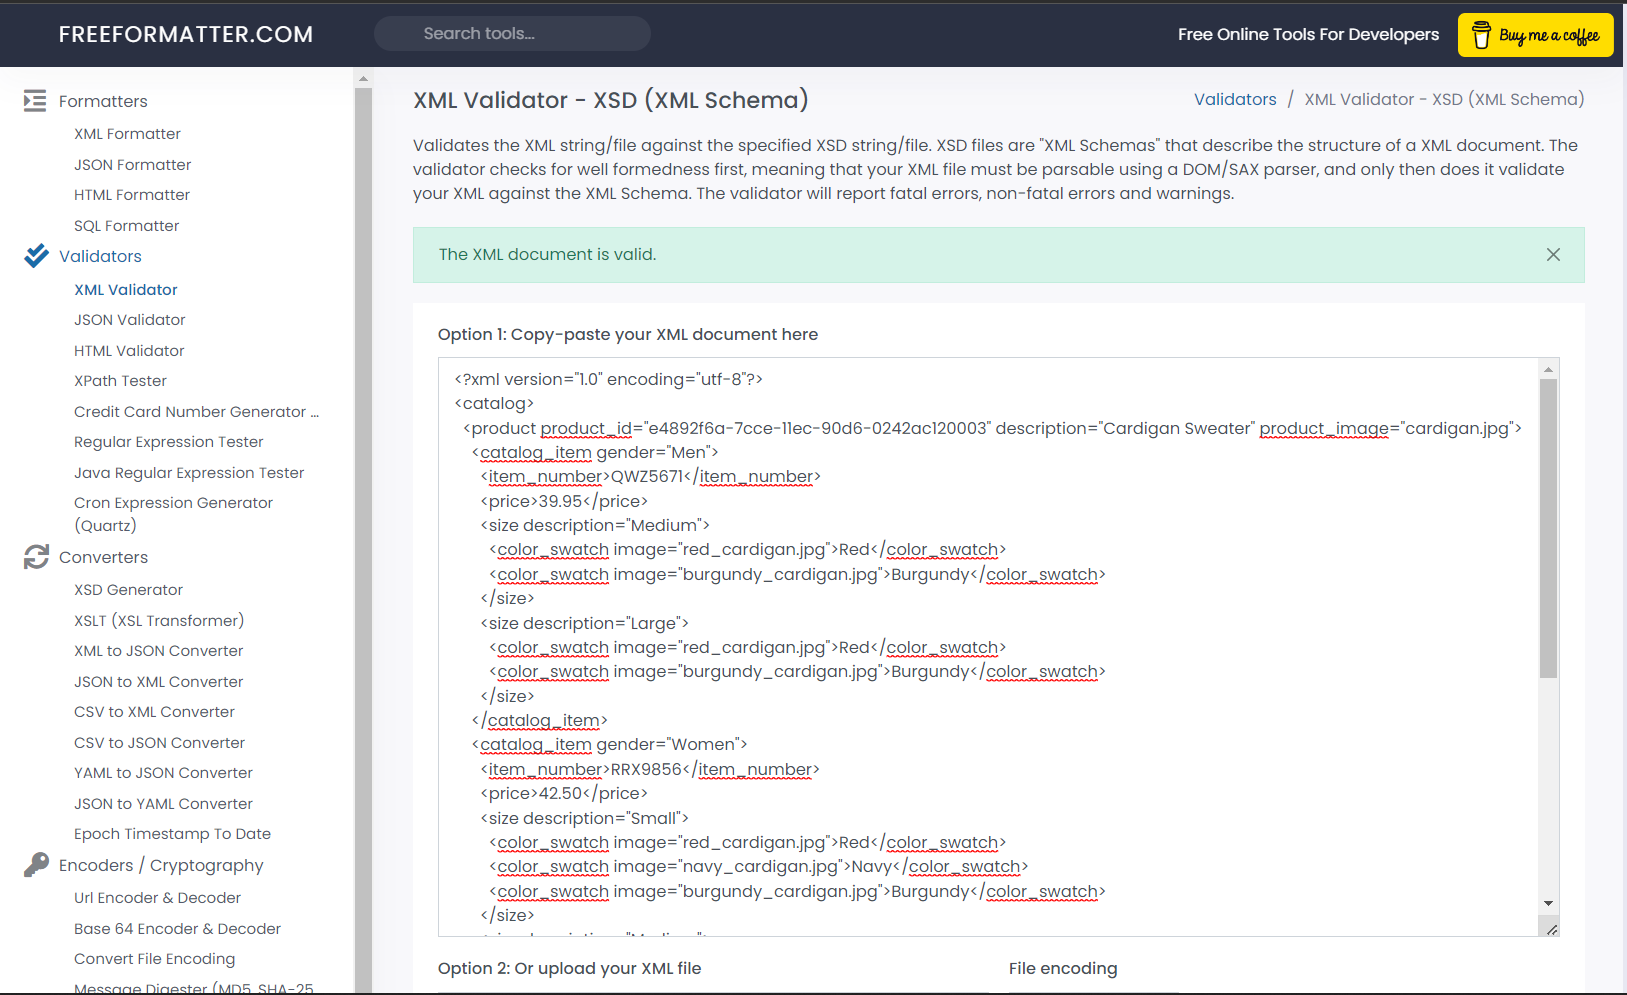 FREEFORMATTER.COM
Search tools...
Free Online Tools For Developers
Buy me a coffee
Formatters
XML Formatter
JSON Formatter
HTML Formatter
SQL Formatter
Validators
XML Validator
JSON Validator
HTML Validator
XPath Tester
Credit Card Number Generator ...
Regular Expression Tester
Java Regular Expression Tester
Cron Expression Generator
(Quartz)
Converters
XSD Generator
XSLT (XSL Transformer)
XML to JSON Converter
JSON to XML Converter
CSV to XML Converter
CSV to JSON Converter
YAML to JSON Converter
JSON to YAML Converter
Epoch Timestamp To Date
Encoders / Cryptography
Url Encoder & Decoder
Base 64 Encoder & Decoder
Convert File Encoding
Message Digester (MD5, SHA-25
XML Validator - XSD (XML Schema)
Validators / XML Validator - XSD (XML Schema)
Validates the XML string/file against the specified XSD string/file. XSD files are "XML Schemas" that describe the structure of a XML document. The
validator checks for well formedness first, meaning that your XML file must be parsable using a DOM/SAX parser, and only then does it validate
your XML against the XML Schema. The validator will report fatal errors, non-fatal errors and warnings.
The XML document is valid.
Option 1: Copy-paste your XML document here
<?xml version="1.0" encoding="utf-8"?>
<catalog>
<product product_id="e4892f6a-7cce-11ec-90d6-0242ac120003" description="Cardigan Sweater" product_image="cardigan.jpg">
<catalog_item gender="Men">
<item_number>QWZ5671</item_number>
<price>39.95</price>
<size description="Medium">
<color_swatch image="red_cardigan.jpg">Red</color_swatch>
<color_swatch image="burgundy_cardigan.jpg">Burgundy</color_swatch>
</size>
<size description="Large">
<color_swatch image="red_cardigan.jpg">Red</color_swatch>
<color_swatch image="burgundy_cardigan.jpg">Burgundy</color_swatch>
</size>
</catalog_item>
<catalog_item gender="Women">
<item_number>RRX9856</item_number>
<price>42.50</price>
<size description="Small">
<color_swatch image="red_cardigan.jpg">Red</color_swatch>
<color_swatch image="navy_cardigan.jpg">Navy</color_swatch>
<color_swatch image="burgundy_cardigan.jpg">Burgundy</color_swatch>
</size>
Option 2: Or upload your XML file
File encoding